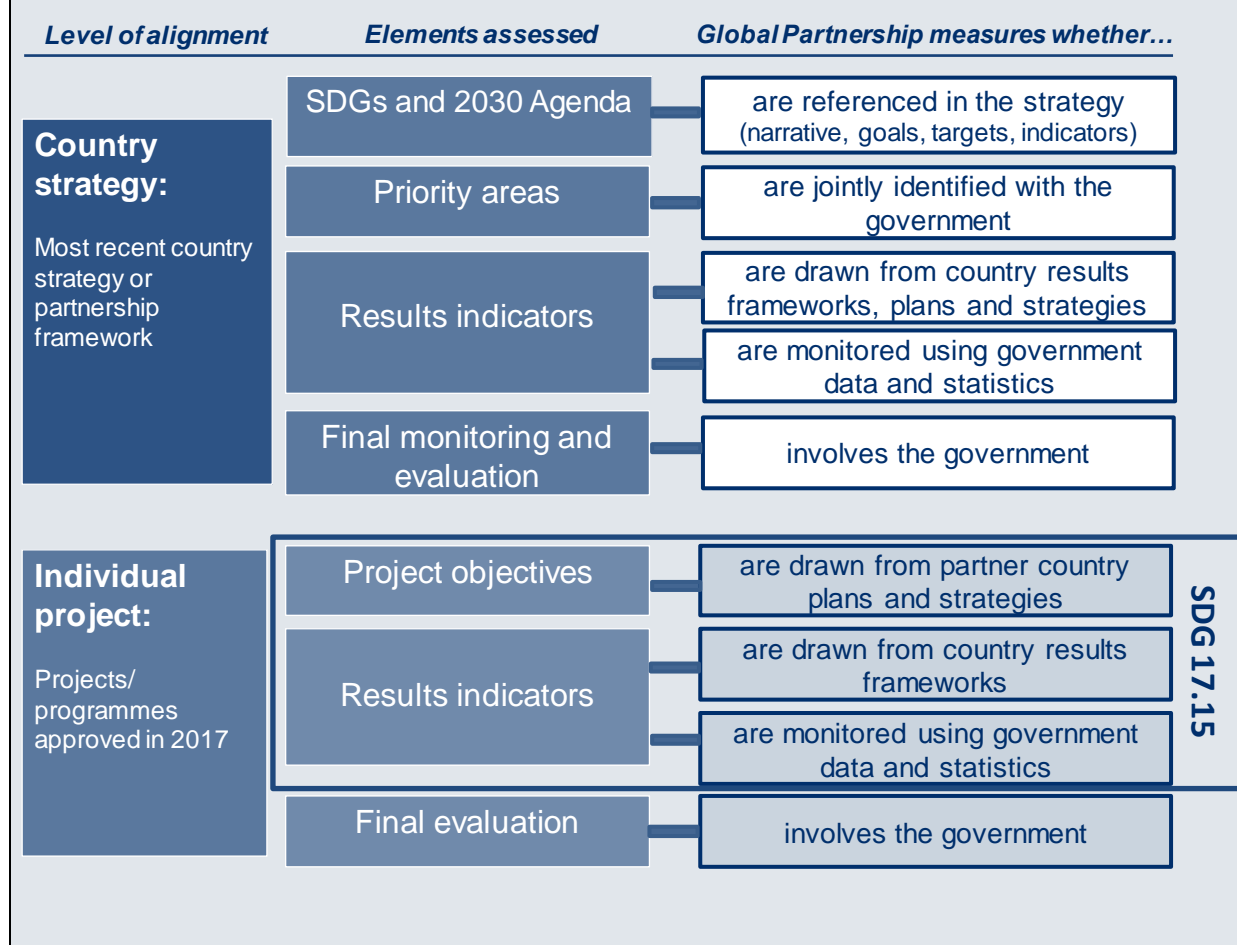 Level of alignment
Elements assessed
Global Partnership measures whether…
Country
strategy:
Most recent country
strategy or
partnership
framework
SDGs and 2030 Agenda
are referenced in the strategy
(narrative, goals, targets, indicators)
Priority areas
are jointly identified with the
government
Results indicators
are drawn from country results
frameworks, plans and strategies
are monitored using government
data and statistics
Final monitoring and
evaluation
involves the government
Individual
project:
Projects/
programmes
approved in 2017
Project objectives
are drawn from partner country
plans and strategies
Results indicators
are drawn from country results
frameworks
are monitored using government
data and statistics
SDG 17.15
Final evaluation
involves the government